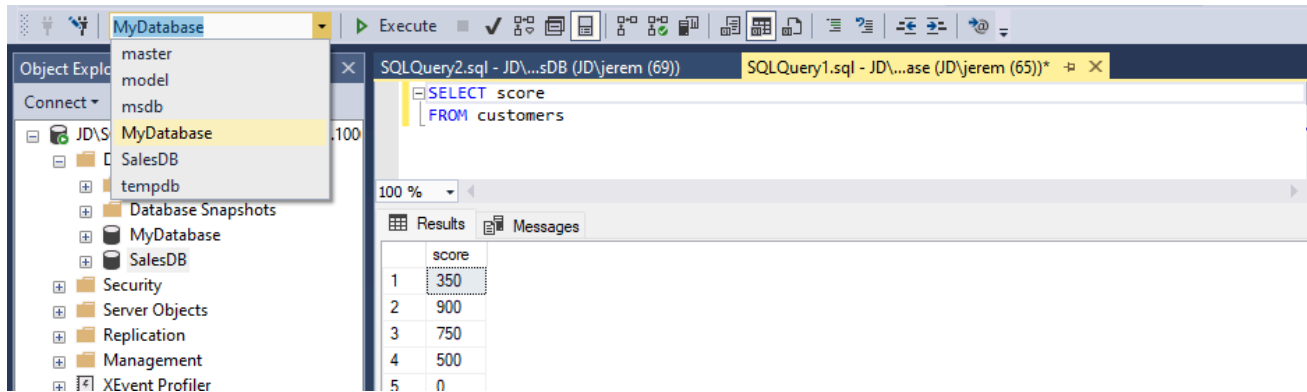 MyDatabase
Execute
master
model
msdb
MyDatabase
SalesDB
tempdb
Object Explo
Connect
JD\S
.100
D
Database Snapshots
MyDatabase
SalesDB
Security
Server Objects
Replication
Management
XEvent Profiler
SQLQuery2.sql - JD\...sDB (JD\jerem (69))
SQLQuery1.sql - JD\...ase (JD\jerem (65))*
SELECT score
FROM customers
100 %
Results
Messages
score
1 350
2 900
3 750
4 500
5 0